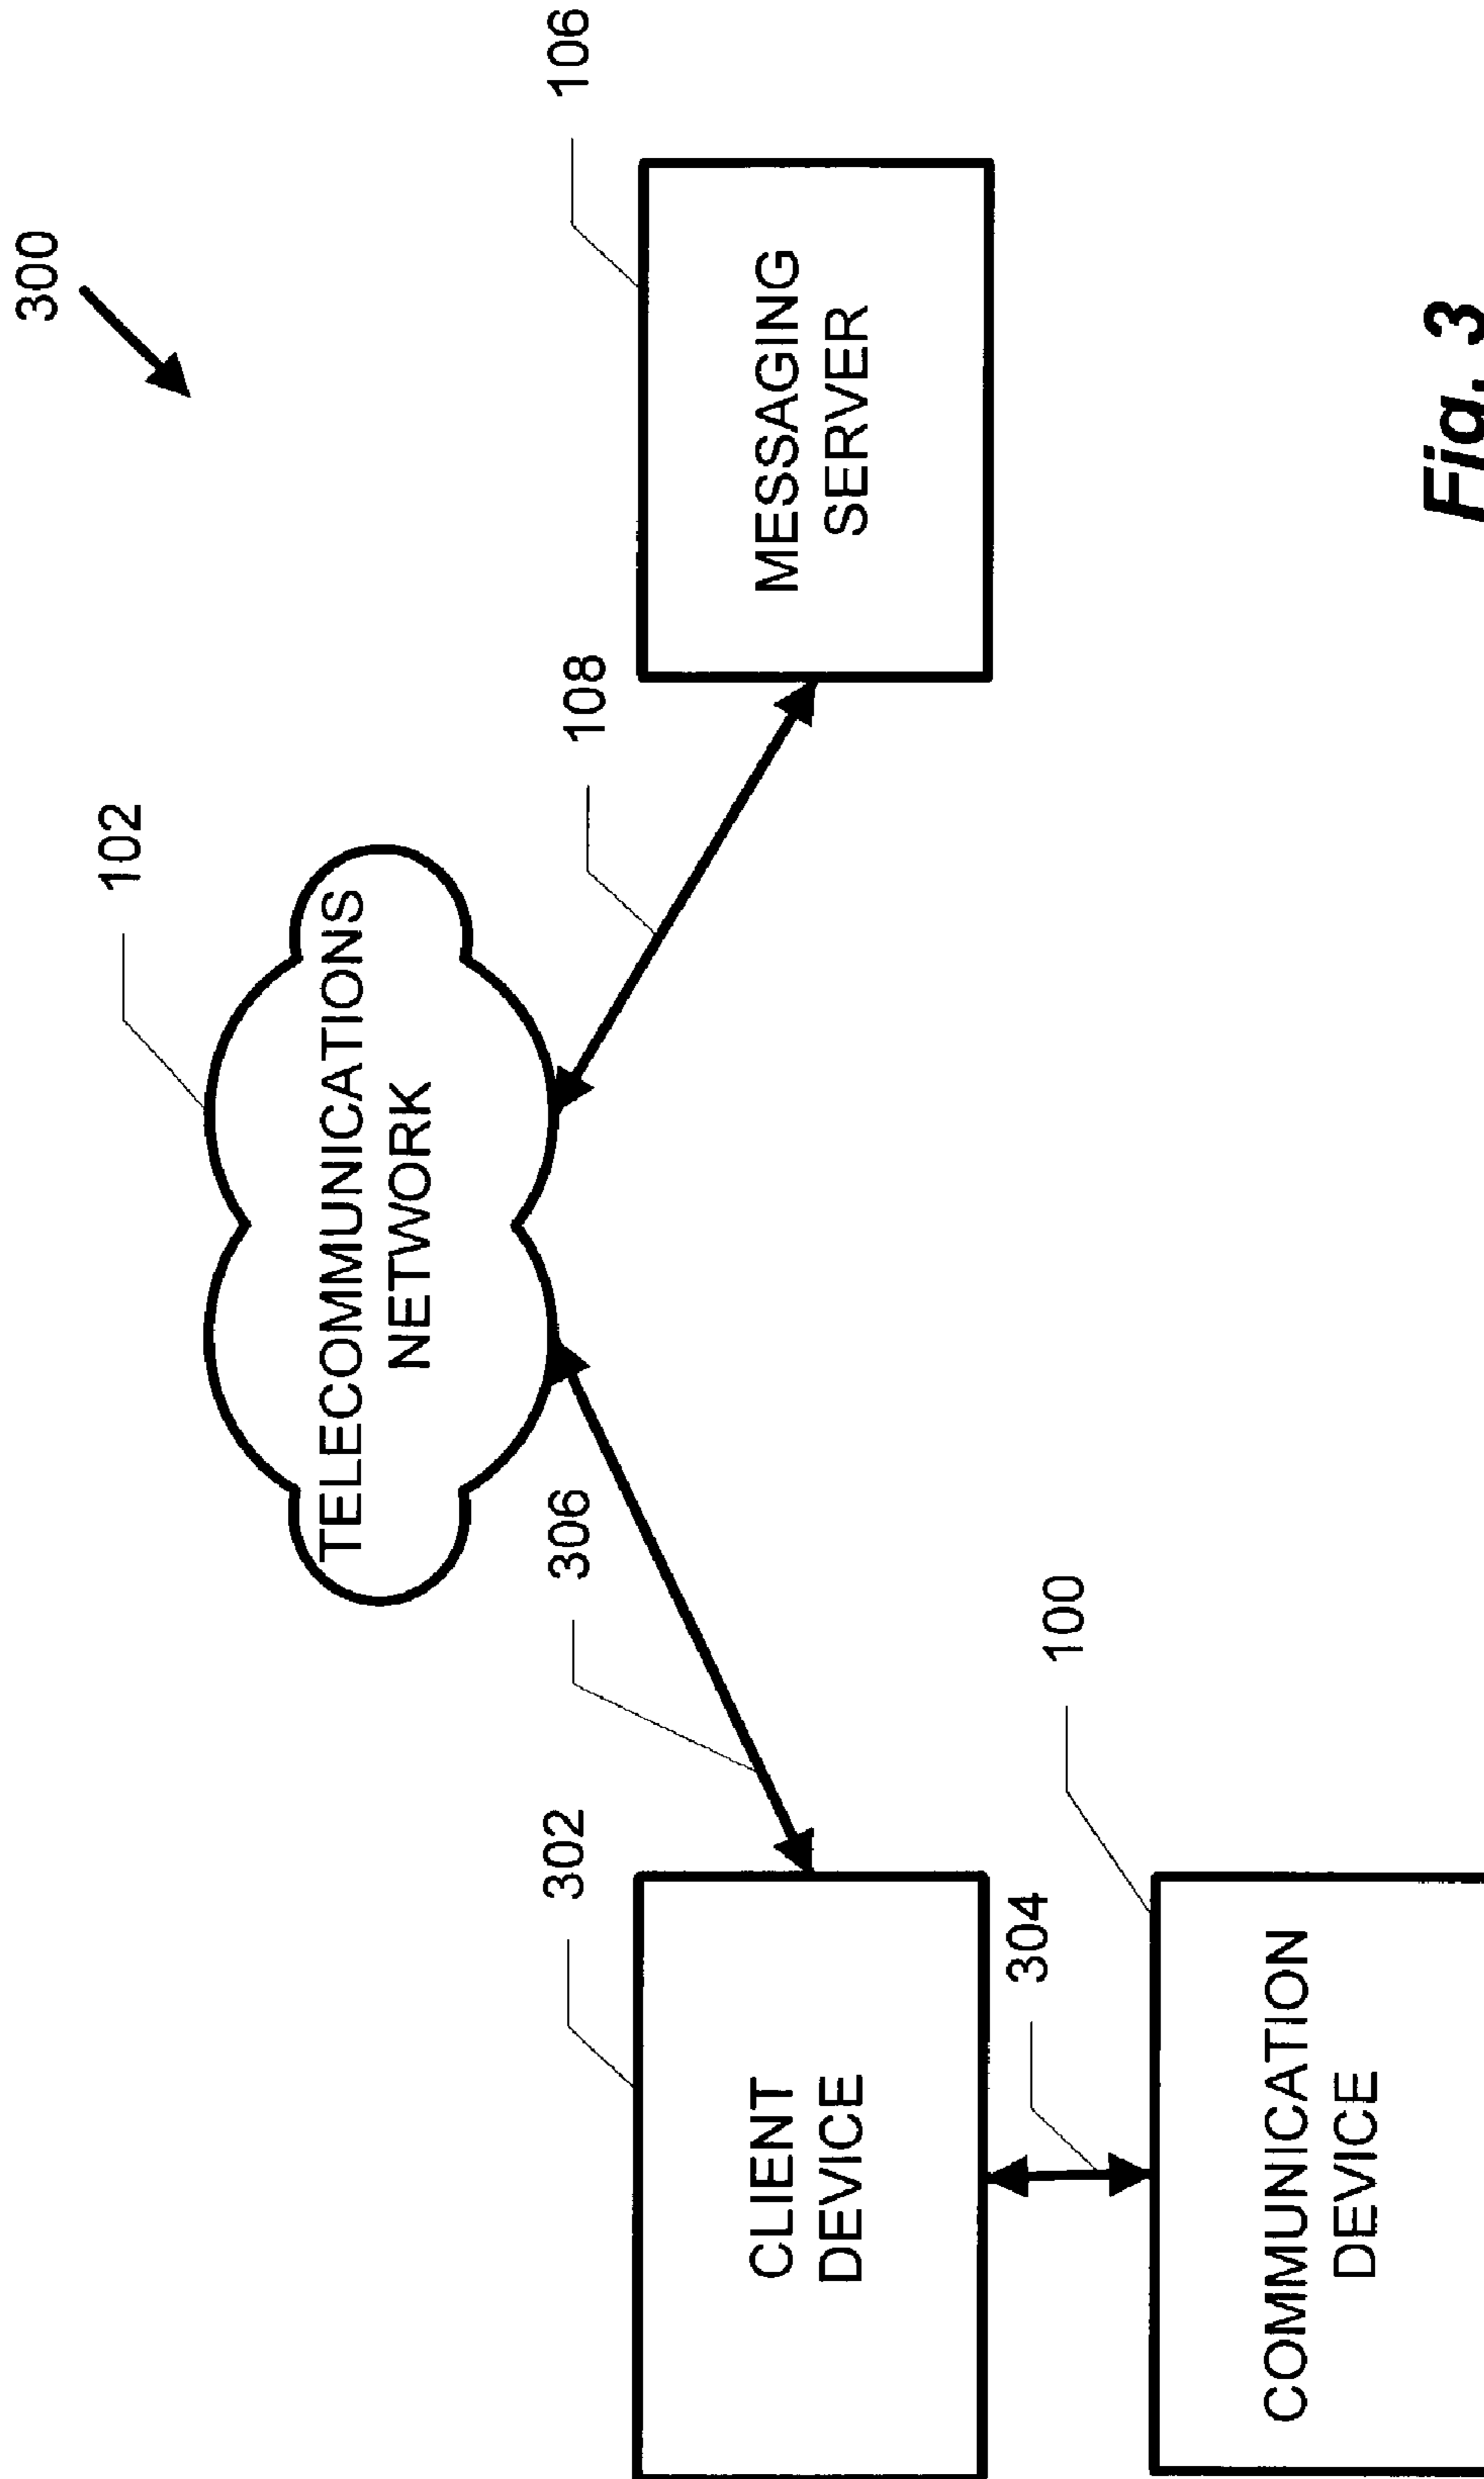 300
102
TELECOMMUNICATIONS
NETWORK
302
306
108
106
CLIENT
DEVICE
MESSAGING
SERVER
304
100
COMMUNICATION
DEVICE
Fig. 3